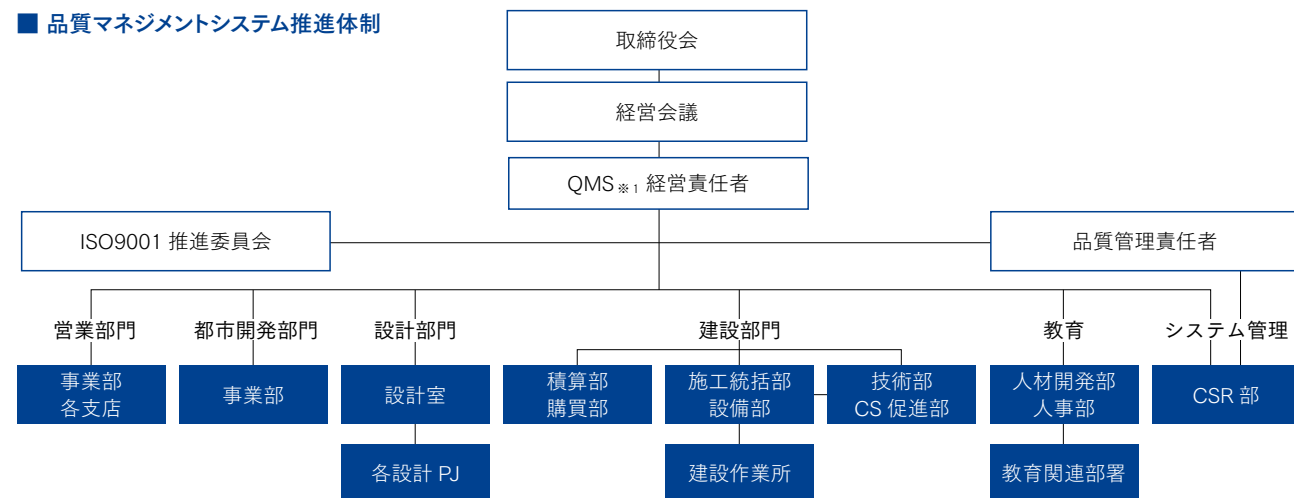 ■ 品質マネジメントシステム推進体制
取締役会
経営会議
QMS※1 経営責任者
ISO9001 推進委員会
品質管理責任者
営業部門
都市開発部門
設計部門
建設部門
教育
システム管理
事業部
各支店
事業部
設計室
積算部
購買部
施工統括部
設備部
技術部
CS 促進部
人材開発部
人事部
CSR 部
各設計 PJ
建設作業所
教育関連部署